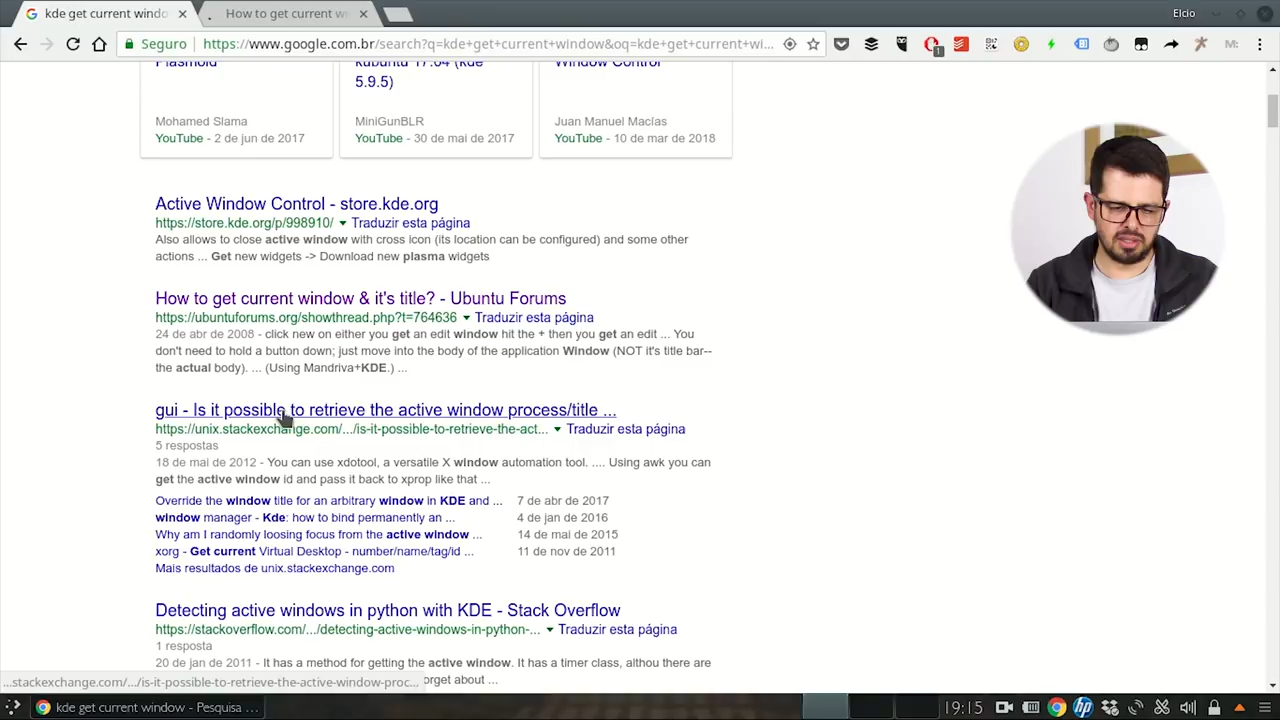 kde get current windo
How to get current w
Elcio
Seguro
https://www.google.com.br/search?q=kde+get+current+window&oq=kde+get+current+wi...
1
M:
Plasmoid
kubuntu 17.04 (kde
5.9.5)
Window Control
Mohamed Slama
YouTube - 2 de jun de 2017
MiniGunBLR
YouTube - 30 de mai de 2017
Juan Manuel Macías
YouTube - 10 de mar de 2018
Active Window Control - store.kde.org
https://store.kde.org/p/998910/ Traduzir esta página
Also allows to close active window with cross icon (its location can be configured) and some other
actions ... Get new widgets -> Download new plasma widgets
How to get current window & it's title? - Ubuntu Forums
https://ubuntuforums.org/showthread.php?t=764636 Traduzir esta página
24 de abr de 2008 - click new on either you get an edit window hit the + then you get an edit ... You
don't need to hold a button down; just move into the body of the application Window (NOT it's title bar--
the actual body). ... (Using Mandriva+KDE.) ...
gui - Is it possible to retrieve the active window process/title ...
https://unix.stackexchange.com/.../is-it-possible-to-retrieve-the-act... Traduzir esta página
5 respostas
18 de mai de 2012 - You can use xdotool, a versatile X window automation tool. .... Using awk you can
get the active window id and pass it back to xprop like that ...
Override the window title for an arbitrary window in KDE and ... 7 de abr de 2017
window manager - Kde: how to bind permanently an ... 4 de jan de 2016
Why am I randomly loosing focus from the active window ... 14 de mai de 2015
xorg - Get current Virtual Desktop - number/name/tag/id ... 11 de nov de 2011
Mais resultados de unix.stackexchange.com
Detecting active windows in python with KDE - Stack Overflow
https://stackoverflow.com/.../detecting-active-windows-in-python-... Traduzir esta página
1 resposta
20 de jan de 2011 - It has a method for getting the active window. It has a timer class, althou there are
...stackexchange.com/.../is-it-possible-to-retrieve-the-active-window-proc... rget about ...
kde get current window - Pesquisa ...
19:15
hp